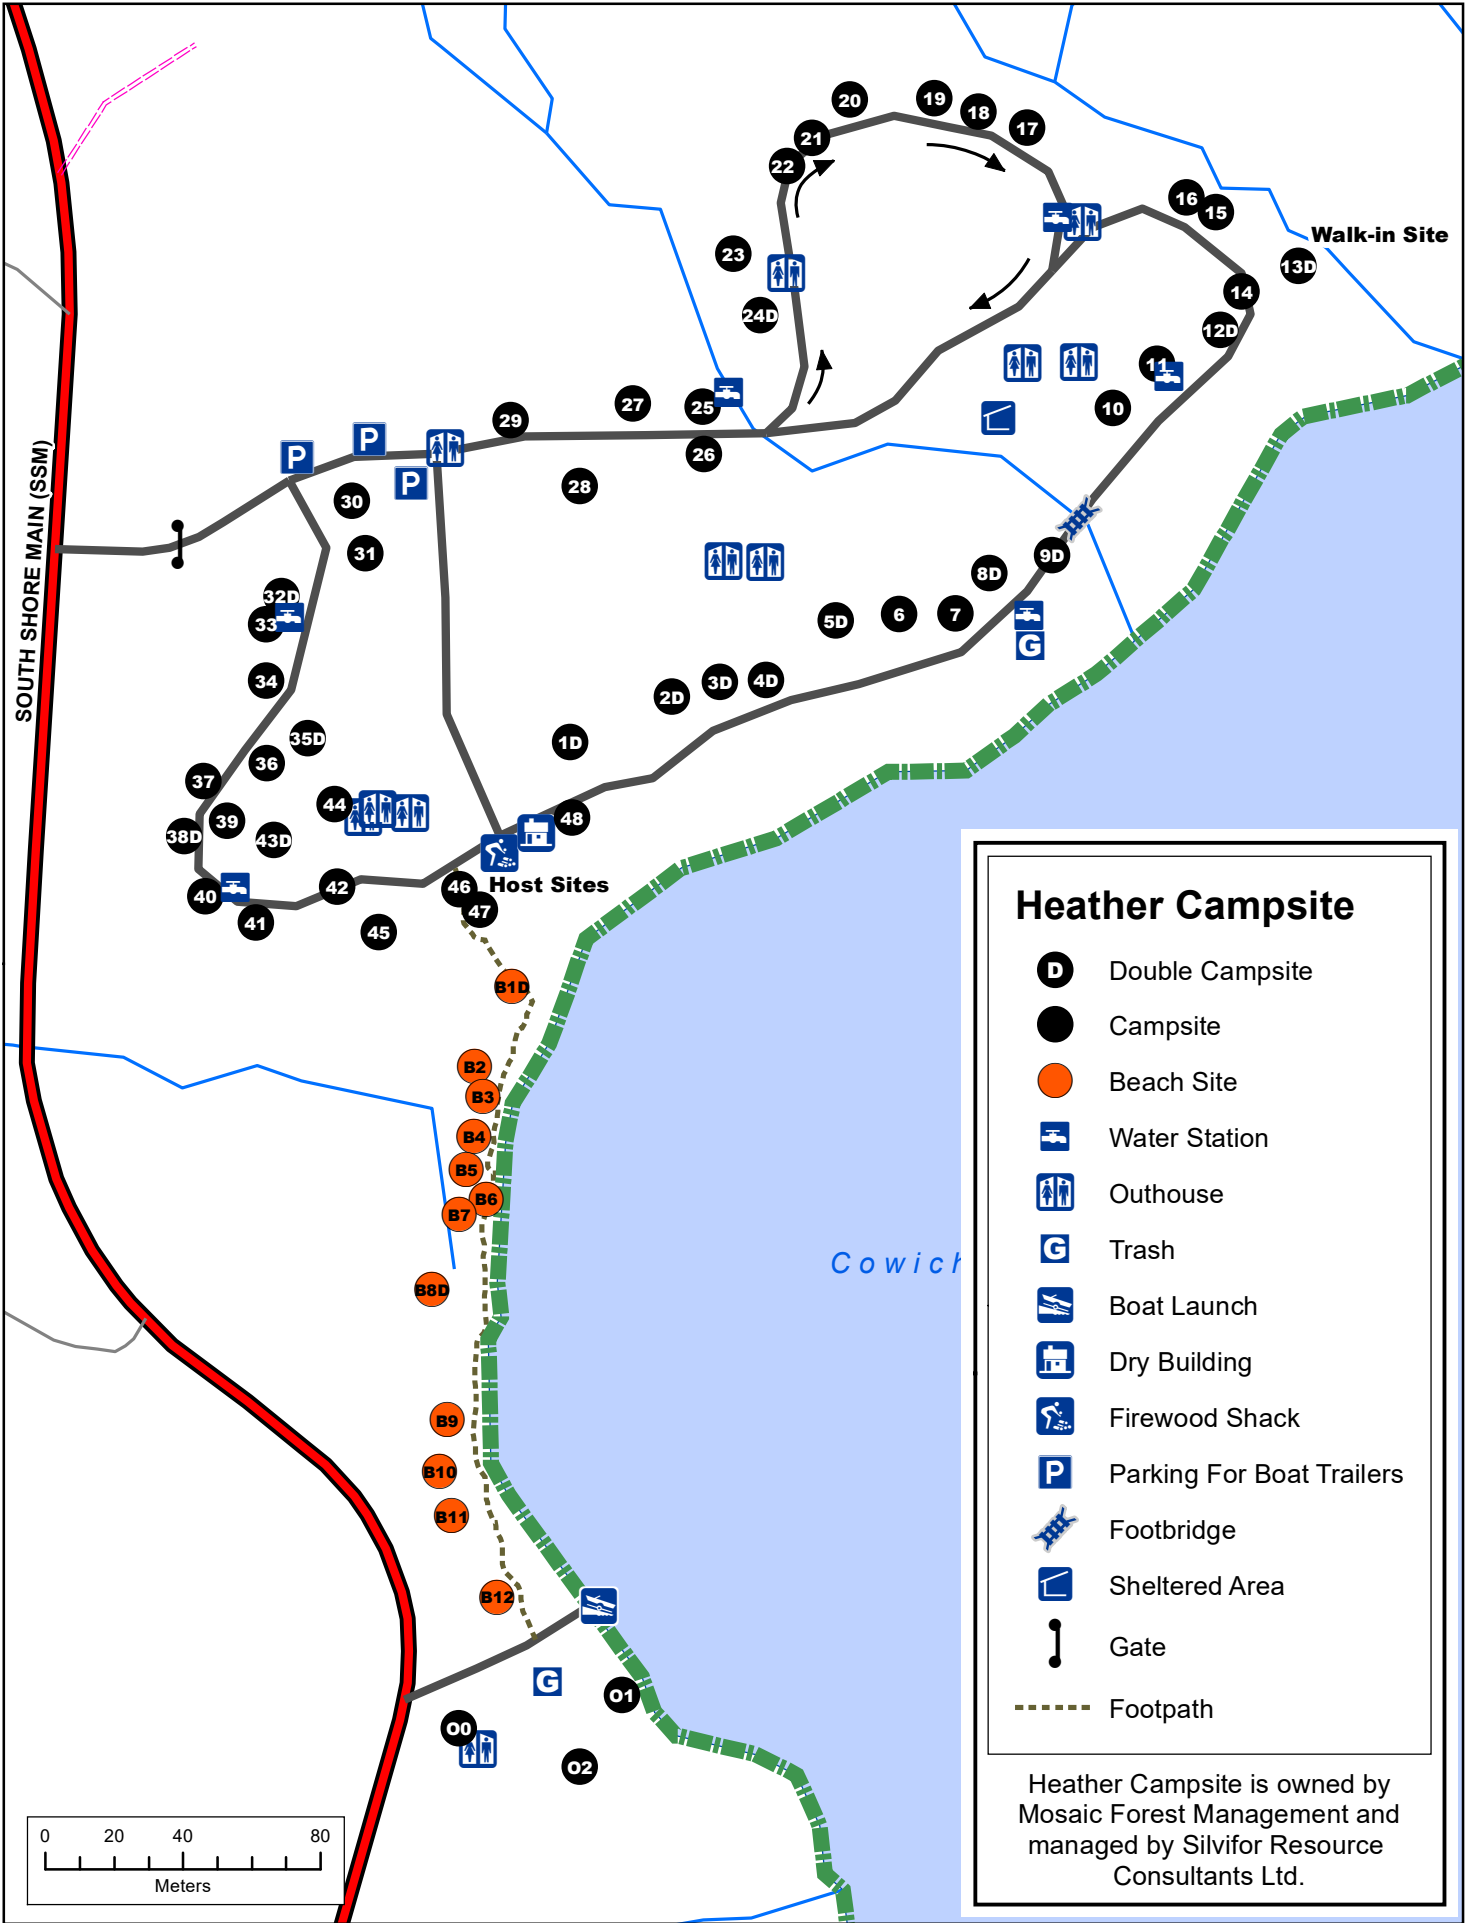 20
19
18
17
21
22
16
15
Walk-in Site
23
13D
14
24D
12D
11
27
25
10
29
P
26
P
P
28
30
SOUTH SHORE MAIN (SSM)
31
9D
8D
32D
33
5D
6
7
G
34
3D
4D
2D
35D
1D
36
37
44
48
39
38D
43D
42
46
Host Sites
40
47
41
45
B1D
B2
B3
B4
B5
B6
B7
Cowich
B8D
B9
B10
B11
B12
G
O1
O0
O2
0 20 40 80
Meters
Heather Campsite
D Double Campsite
Campsite
Beach Site
Water Station
Outhouse
G Trash
Boat Launch
Dry Building
Firewood Shack
P Parking For Boat Trailers
Footbridge
Sheltered Area
Gate
Footpath
Heather Campsite is owned by
Mosaic Forest Management and
managed by Silvifor Resource
Consultants Ltd.